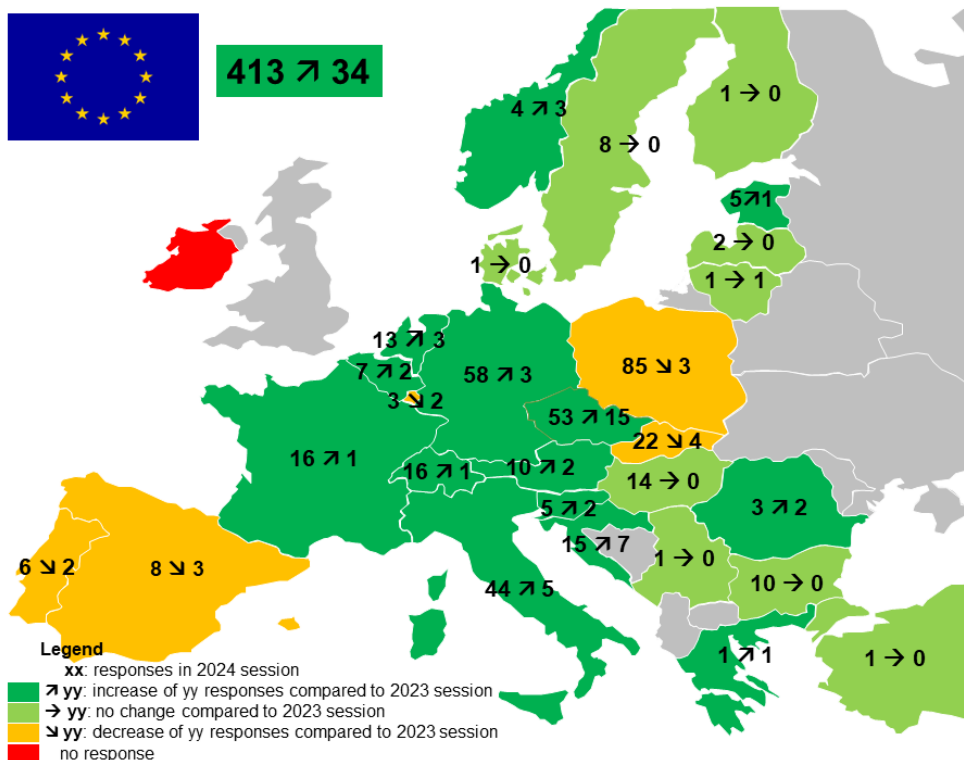 413 ↗ 34
4 ↗ 3
1 → 0
8 → 0
5↗1
2 → 0
1 → 0
1 → 1
13 ↗ 3
7 ↗ 2
58 ↗ 3
85 ↘ 3
3 ↘ 2
53 ↗ 15
22 ↘ 4
16 ↗ 1
16 ↗ 1
10 ↗ 2
14 → 0
5 ↗ 2
3 ↗ 2
15 ↗ 7
1 → 0
6 ↘ 2
8 ↘ 3
10 → 0
44 ↗ 5
1 ↗ 1
1 → 0
Legend
xx: responses in 2024 session
↗ yy: increase of yy responses compared to 2023 session
→ yy: no change compared to 2023 session
↘ yy: decrease of yy responses compared to 2023 session
no response